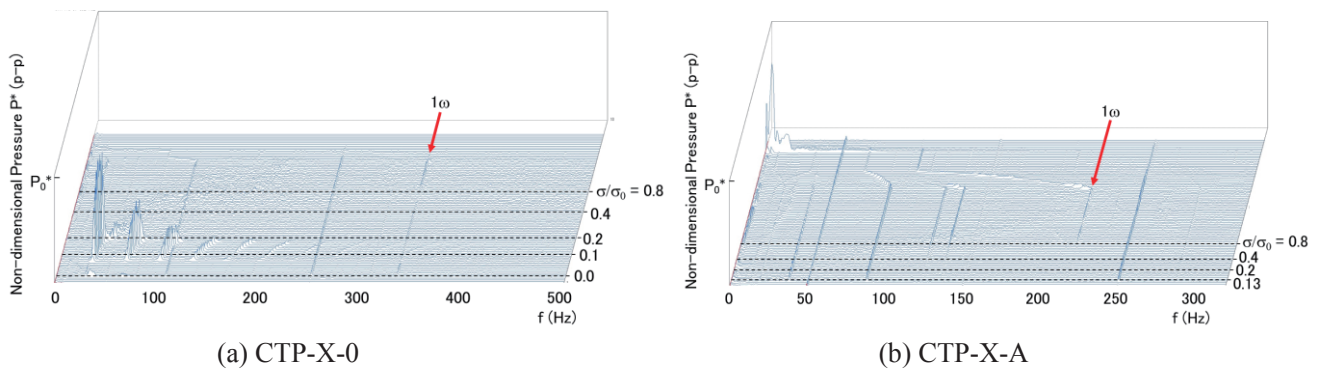 Non-dimensional Pressure P* (p-p)
P₀*
1ω
σ/σ₀ = 0.8
0.4
0.2
0.1
0.0
0 100 200 300 400 500
f (Hz)
(a) CTP-X-0
Non-dimensional Pressure P* (p-p)
P₀*
1ω
σ/σ₀ = 0.8
0.4
0.2
0.13
0 50 100 150 200 250 300
f (Hz)
(b) CTP-X-A